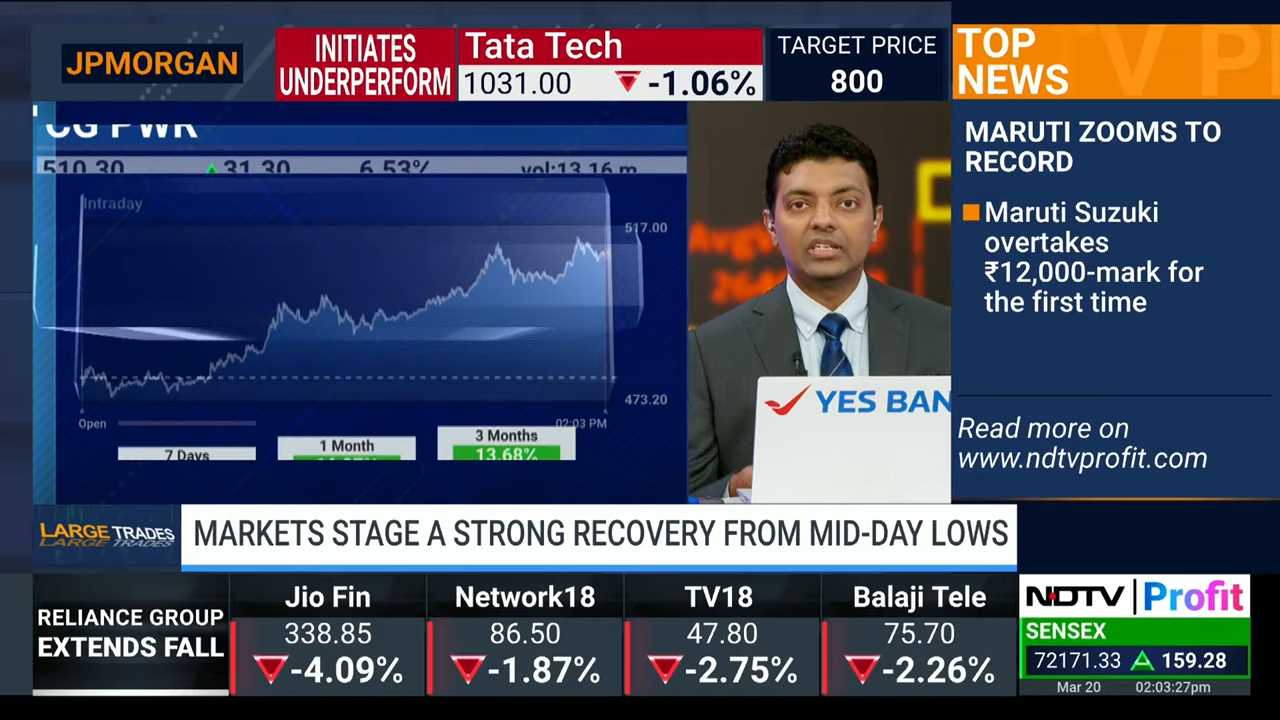 JPMORGAN
INITIATES
UNDERPERFORM
Tata Tech
1031.00 -1.06%
TARGET PRICE
800
TOP
NEWS
CG PWR
510.30 31.30 6.53% vol:13.16 m
Intraday
517.00
473.20
Open 02:03 PM
7 Days
1 Month
3 Months
13.68%
YES BAN
MARUTI ZOOMS TO
RECORD
Maruti Suzuki
overtakes
₹12,000-mark for
the first time
Read more on
www.ndtvprofit.com
LARGE TRADES
MARKETS STAGE A STRONG RECOVERY FROM MID-DAY LOWS
RELIANCE GROUP
EXTENDS FALL
Jio Fin
338.85
-4.09%
Network18
86.50
-1.87%
TV18
47.80
-2.75%
Balaji Tele
75.70
-2.26%
NDTV Profit
SENSEX
72171.33 159.28
Mar 20 02:03:27pm